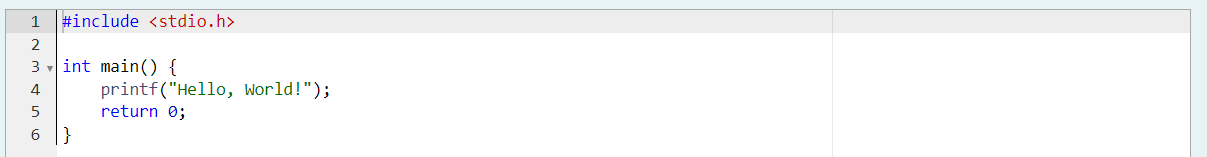 1 #include <stdio.h>
2
3 int main() {
4     printf("Hello, World!");
5     return 0;
6 }